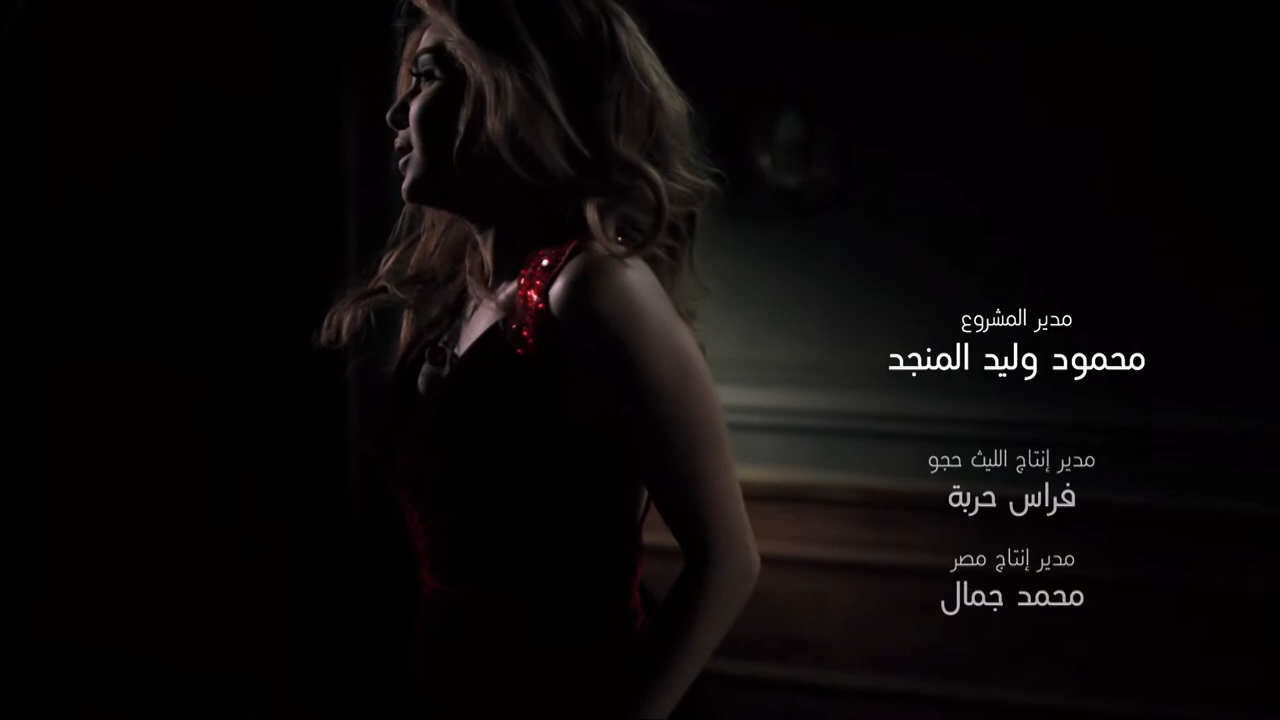 مدير المشروع
محمود وليد المنجد
مدير إنتاج الليث حجو
فراس حربة
مدير إنتاج مصر
محمد جمال